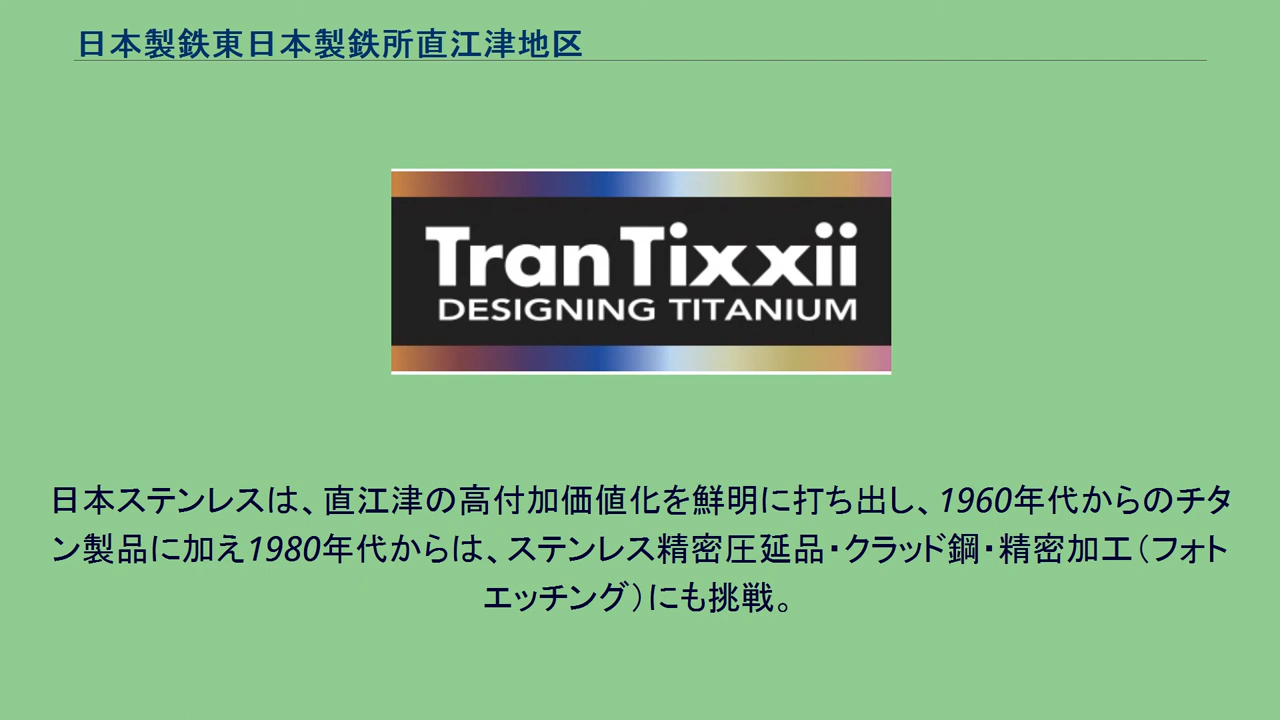 日本製鉄東日本製鉄所直江津地区
TranTixxii
DESIGNING TITANIUM
日本ステンレスは、直江津の高付加価値化を鮮明に打ち出し、1960年代からのチタ
ン製品に加え1980年代からは、ステンレス精密圧延品・クラッド鋼・精密加工（フォト
エッチング）にも挑戦。